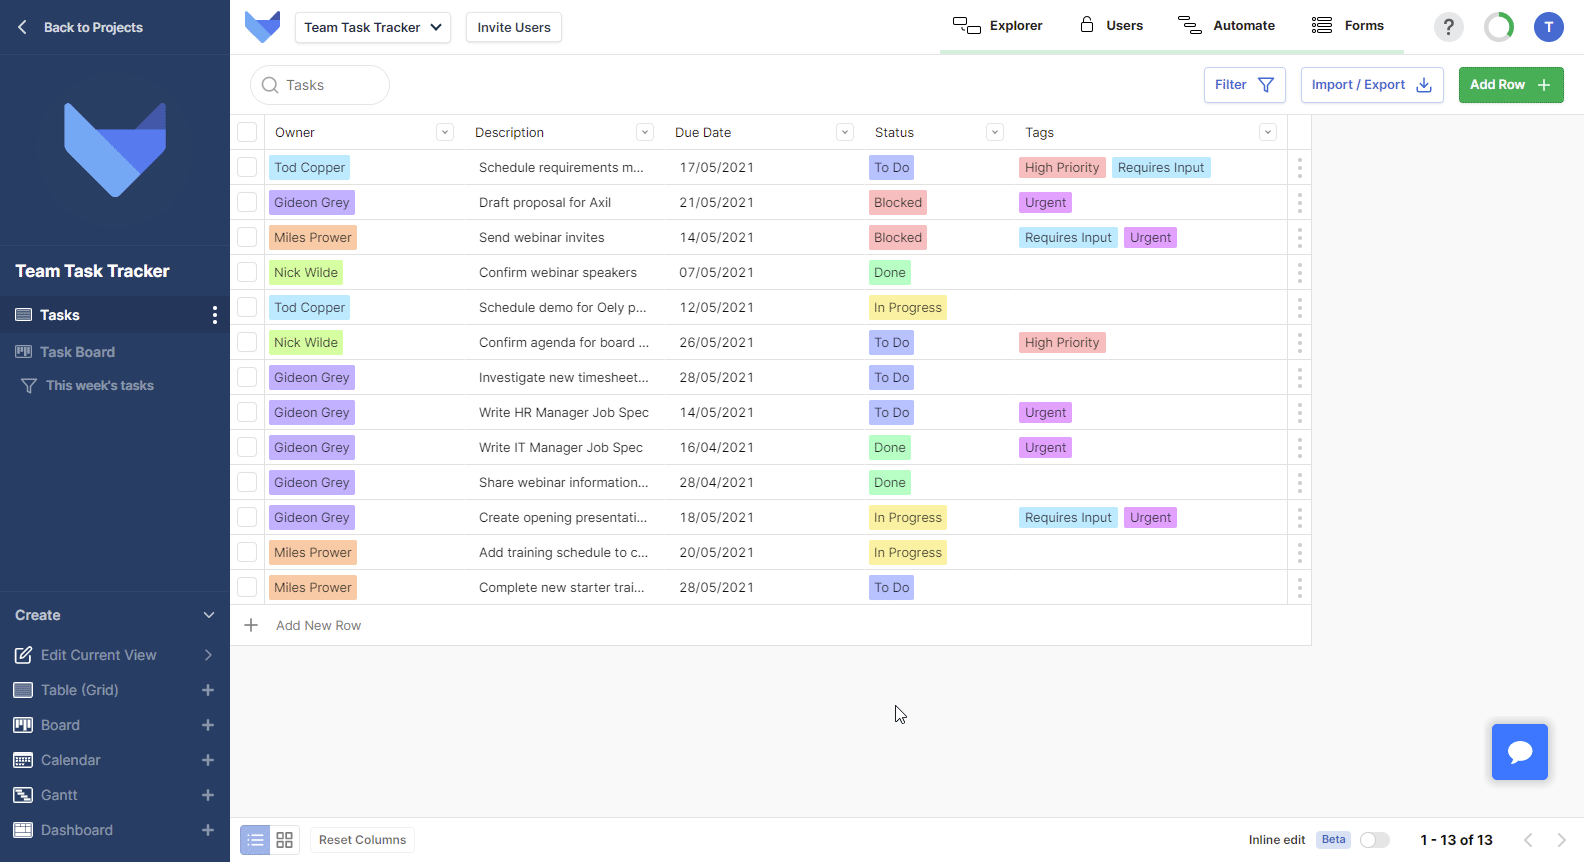 Back to Projects
Team Task Tracker
Invite Users
Explorer
Users
Automate
Forms
?
T
Tasks
Filter
Import / Export
Add Row
Team Task Tracker
Tasks
Task Board
This week's tasks
Create
Edit Current View
Table (Grid)
Board
Calendar
Gantt
Dashboard
Owner Description Due Date Status Tags
Tod Copper Schedule requirements m... 17/05/2021 To Do High Priority Requires Input
Gideon Grey Draft proposal for Axil 21/05/2021 Blocked Urgent
Miles Prower Send webinar invites 14/05/2021 Blocked Requires Input Urgent
Nick Wilde Confirm webinar speakers 07/05/2021 Done
Tod Copper Schedule demo for Oely p... 12/05/2021 In Progress
Nick Wilde Confirm agenda for board ... 26/05/2021 To Do High Priority
Gideon Grey Investigate new timesheet... 28/05/2021 To Do
Gideon Grey Write HR Manager Job Spec 14/05/2021 To Do Urgent
Gideon Grey Write IT Manager Job Spec 16/04/2021 Done Urgent
Gideon Grey Share webinar information... 28/04/2021 Done
Gideon Grey Create opening presentati... 18/05/2021 In Progress Requires Input Urgent
Miles Prower Add training schedule to c... 20/05/2021 In Progress
Miles Prower Complete new starter trai... 28/05/2021 To Do
Add New Row
Reset Columns
Inline edit Beta
1 - 13 of 13